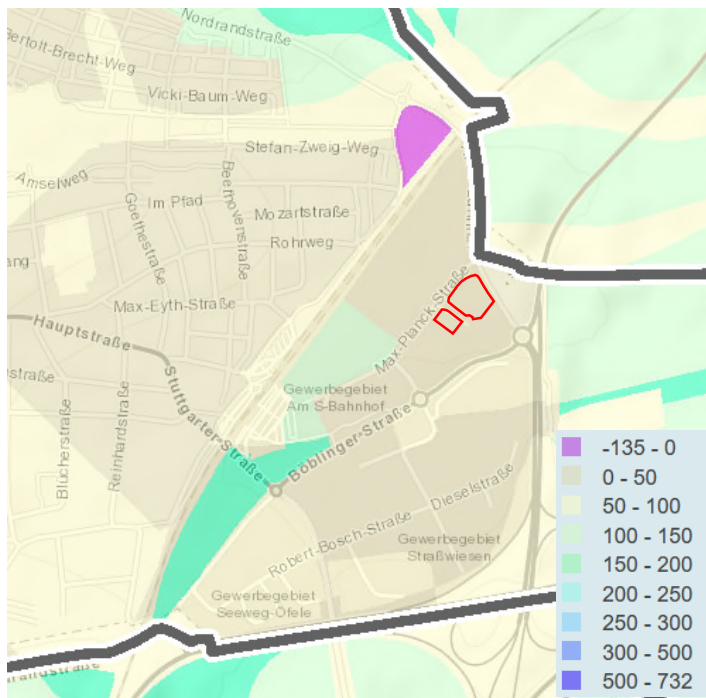 Nordrandstraße
Bertolt-Brecht-Weg
Vicki-Baum-Weg
Stefan-Zweig-Weg
Amselweg
Im Pfad
Beethovenstraße
Goethestraße
Mozartstraße
Rohrweg
ang
Max-Eyth-Straße
Max-Planck-Straße
Hauptstraße
Stuttgarter-Straße
Gewerbegebiet
Am S-Bahnhof
Böblinger-Straße
Blücherstraße
Reinhardstraße
Dieselstraße
Robert-Bosch-Straße
Gewerbegebiet
Straßwiesen
Gewerbegebiet
Seeweg-Öfele
-135 - 0
0 - 50
50 - 100
100 - 150
150 - 200
200 - 250
250 - 300
300 - 500
500 - 732